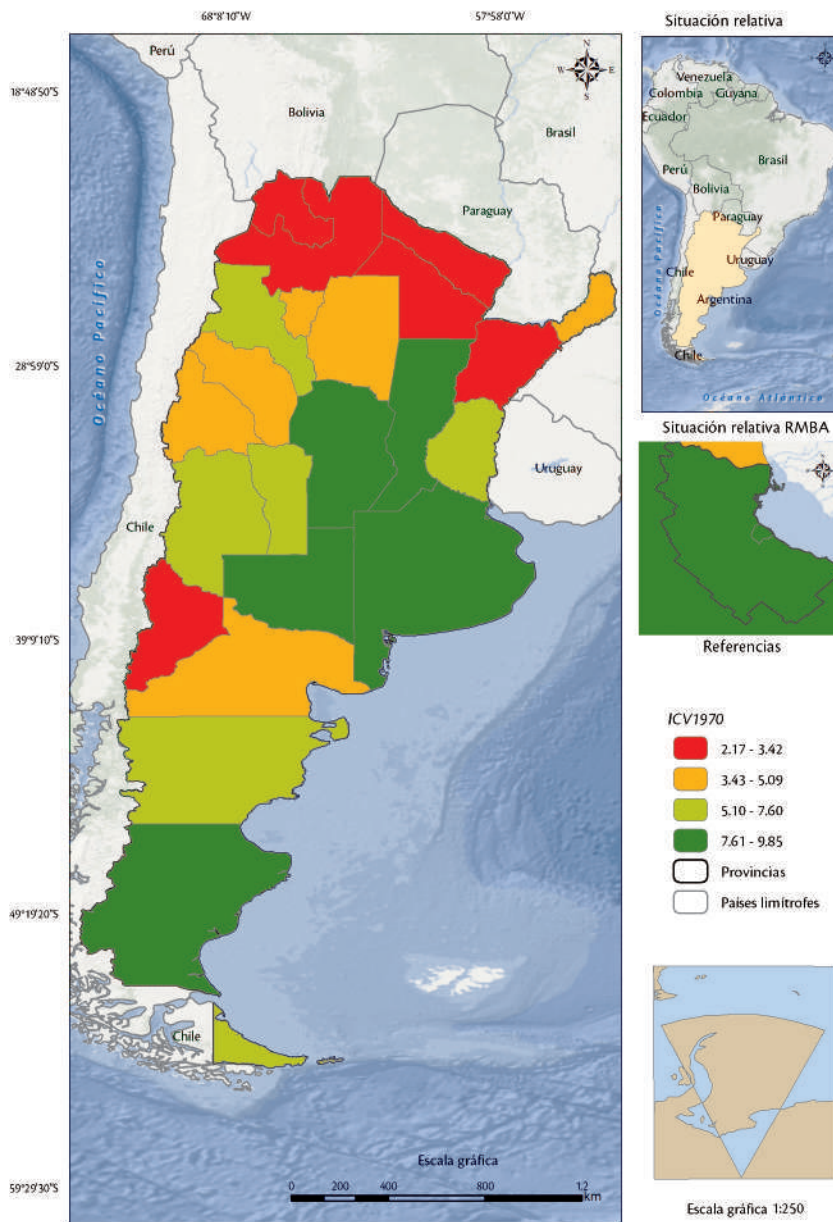 68°8'10"O
57°58'0"O
Situación relativa
Perú
N
W
E
S
18°48'50"S
Bolivia
Brasil
Venezuela
Colombia
Guyana
Ecuador
Brasil
Perú
Paraguay
Bolivia
Paraguay
Océano Pacífico
Océano Pacífico
Uruguay
Chile
Argentina
Chile
28°59'0"S
Océano Atlántico
Situación relativa RMBA
Uruguay
Chile
39°9'10"S
Referencias
ICV1970
2.17 - 3.42
3.43 - 5.09
5.10 - 7.60
7.61 - 9.85
Provincias
Países limítrofes
49°19'20"S
Chile
Escala gráfica
59°29'30"S
0
200
400
800
1.2
km
Escala gráfica 1:250